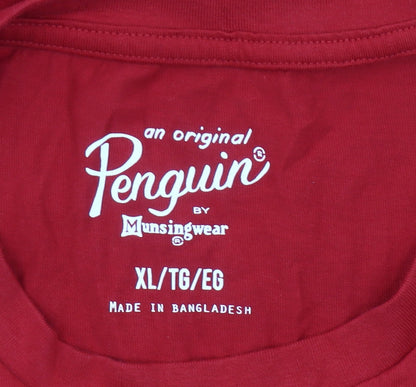 an original
Penguin®
BY
Munsingwear
®
XL/TG/EG
MADE IN BANGLADESH